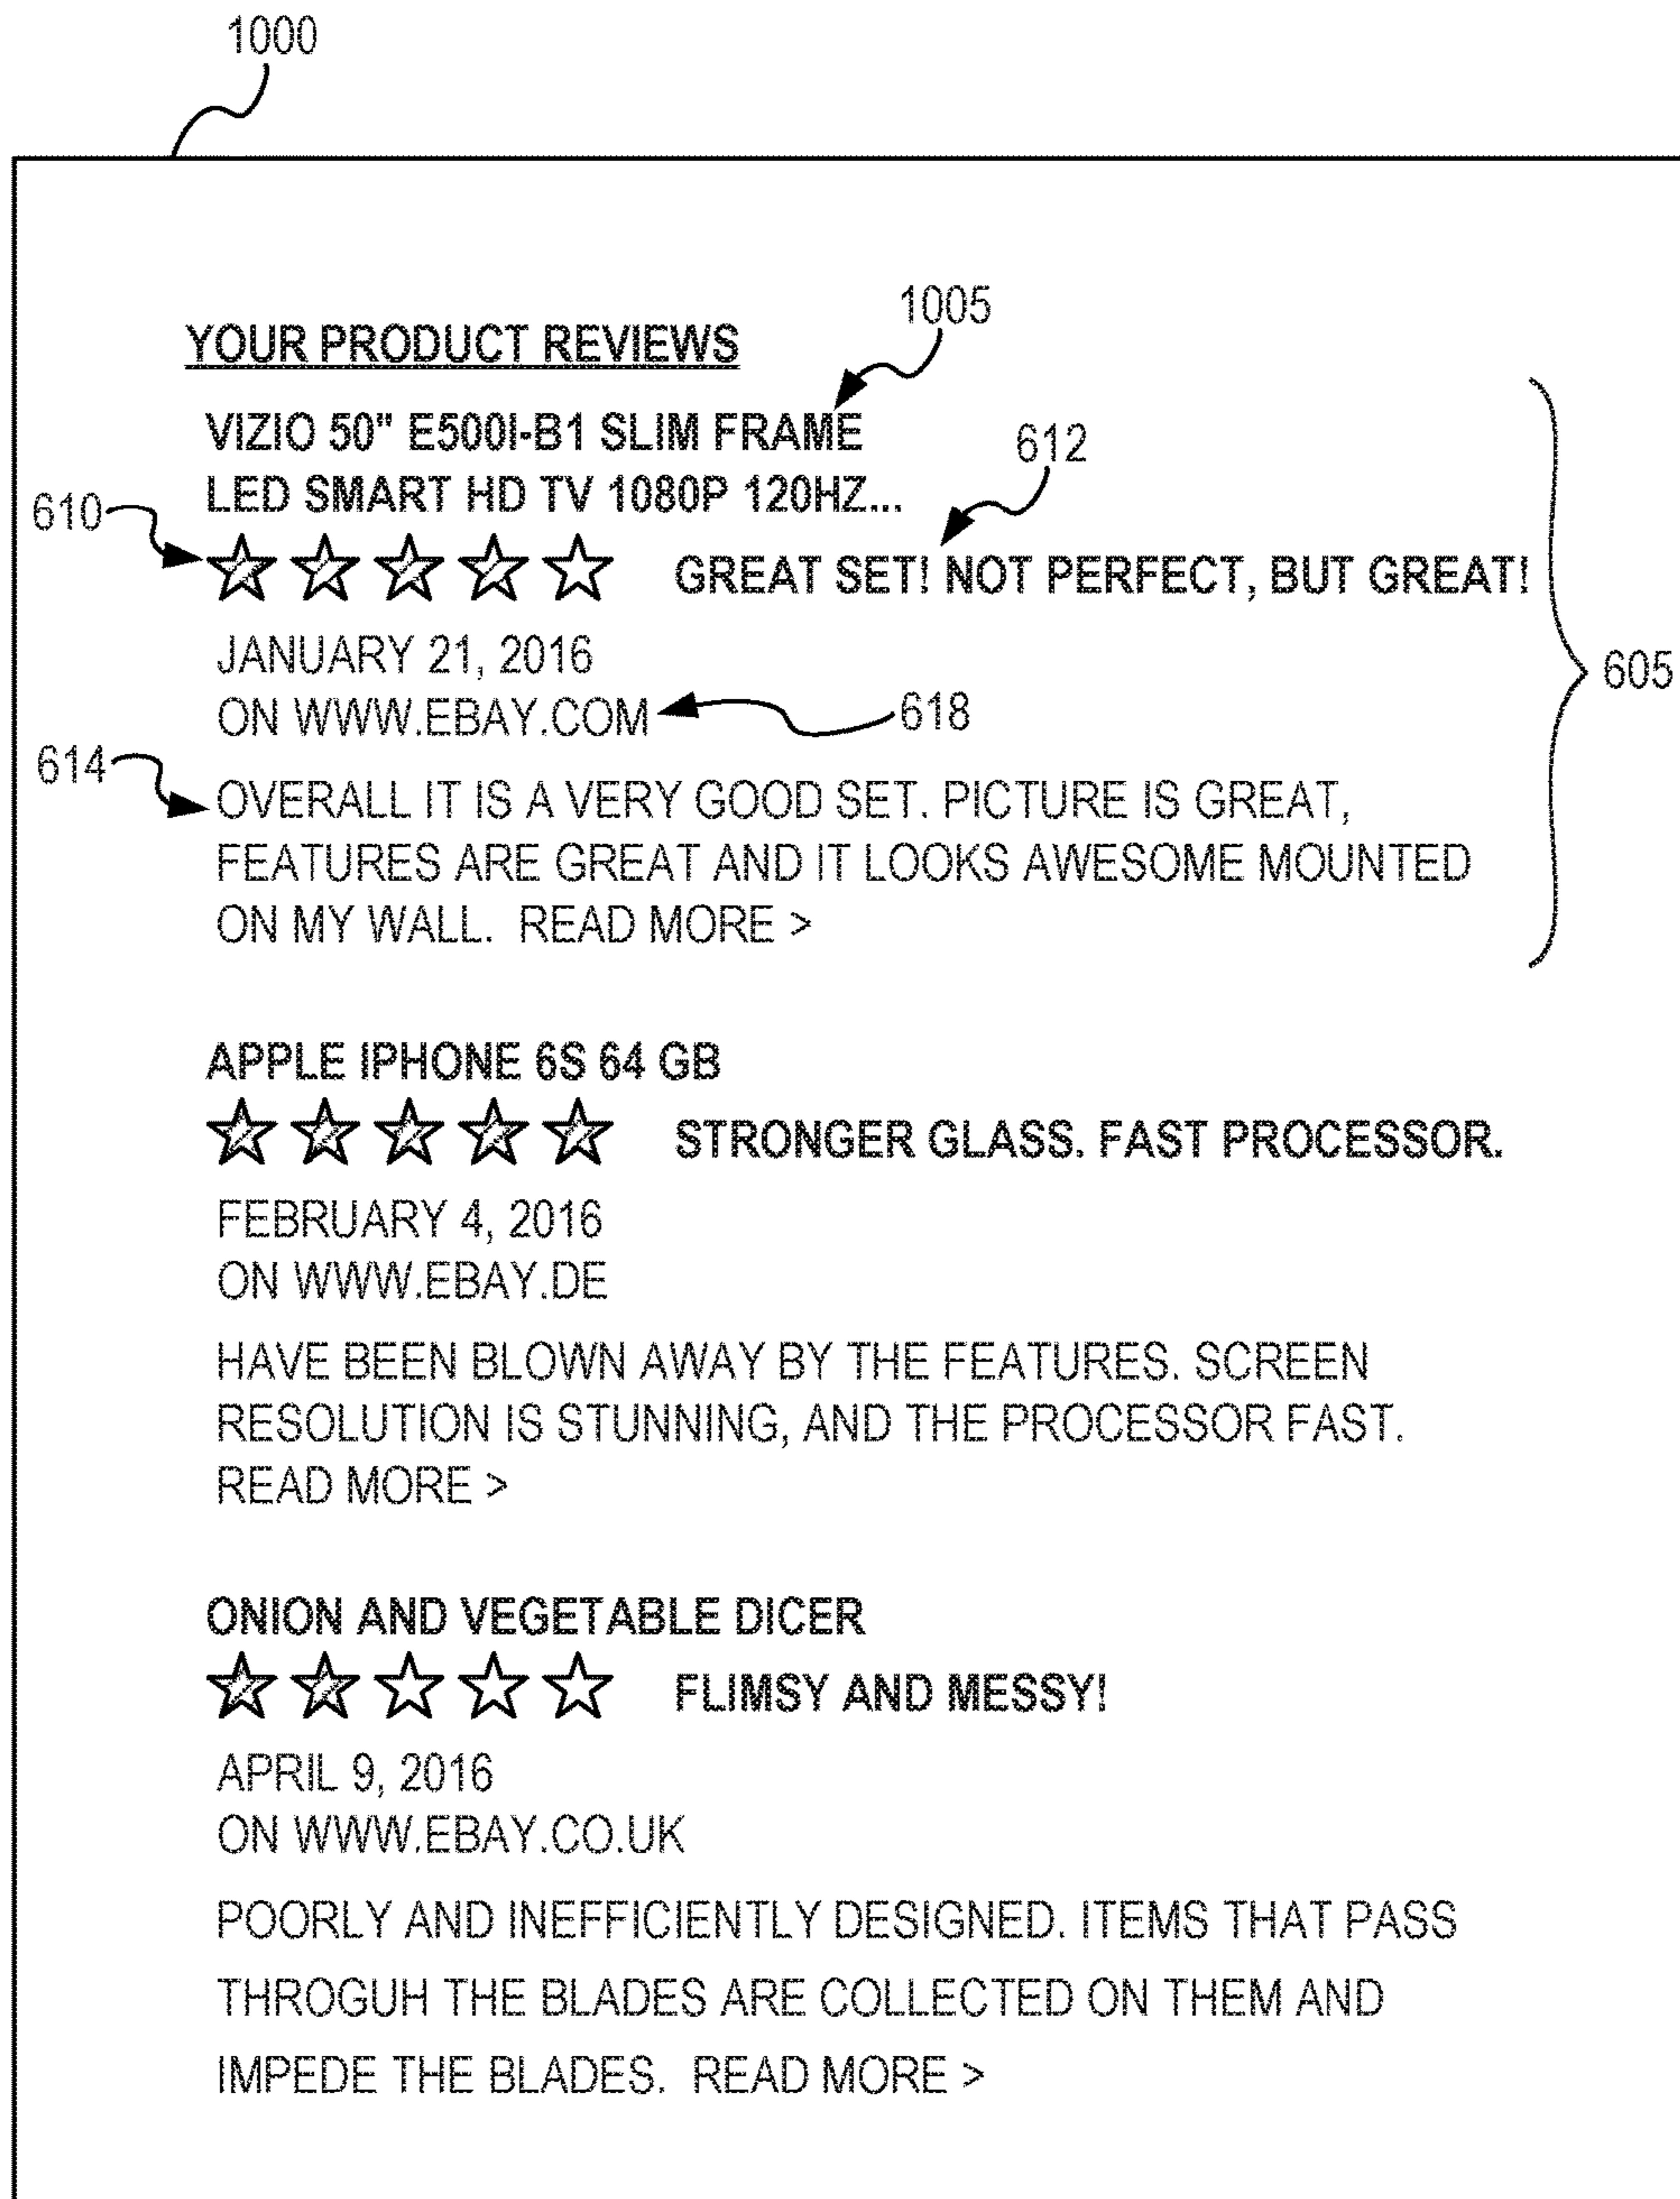 1000
YOUR PRODUCT REVIEWS
1005
VIZIO 50" E500I-B1 SLIM FRAME
612
LED SMART HD TV 1080P 120HZ...
610
GREAT SET! NOT PERFECT, BUT GREAT!
JANUARY 21, 2016
605
ON WWW.EBAY.COM
618
614
OVERALL IT IS A VERY GOOD SET. PICTURE IS GREAT,
FEATURES ARE GREAT AND IT LOOKS AWESOME MOUNTED
ON MY WALL. READ MORE >
APPLE IPHONE 6S 64 GB
STRONGER GLASS. FAST PROCESSOR.
FEBRUARY 4, 2016
ON WWW.EBAY.DE
HAVE BEEN BLOWN AWAY BY THE FEATURES. SCREEN
RESOLUTION IS STUNNING, AND THE PROCESSOR FAST.
READ MORE >
ONION AND VEGETABLE DICER
FLIMSY AND MESSY!
APRIL 9, 2016
ON WWW.EBAY.CO.UK
POORLY AND INEFFICIENTLY DESIGNED. ITEMS THAT PASS
THROGUH THE BLADES ARE COLLECTED ON THEM AND
IMPEDE THE BLADES. READ MORE >